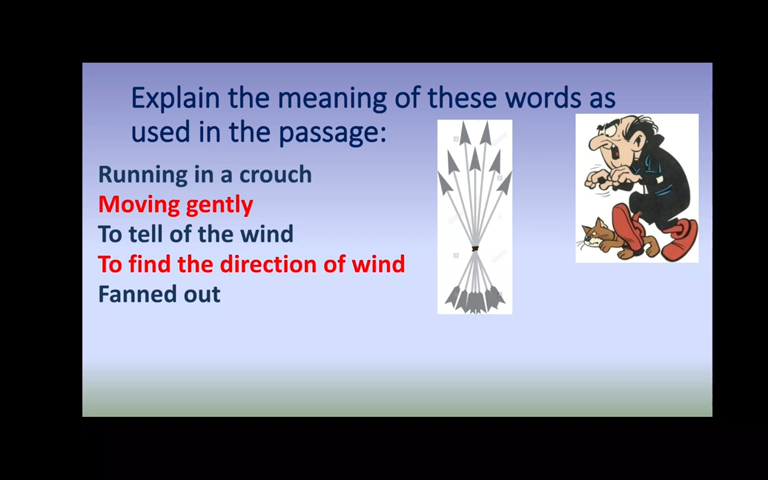 Explain the meaning of these words as
used in the passage:
Running in a crouch
Moving gently
To tell of the wind
To find the direction of wind
Fanned out